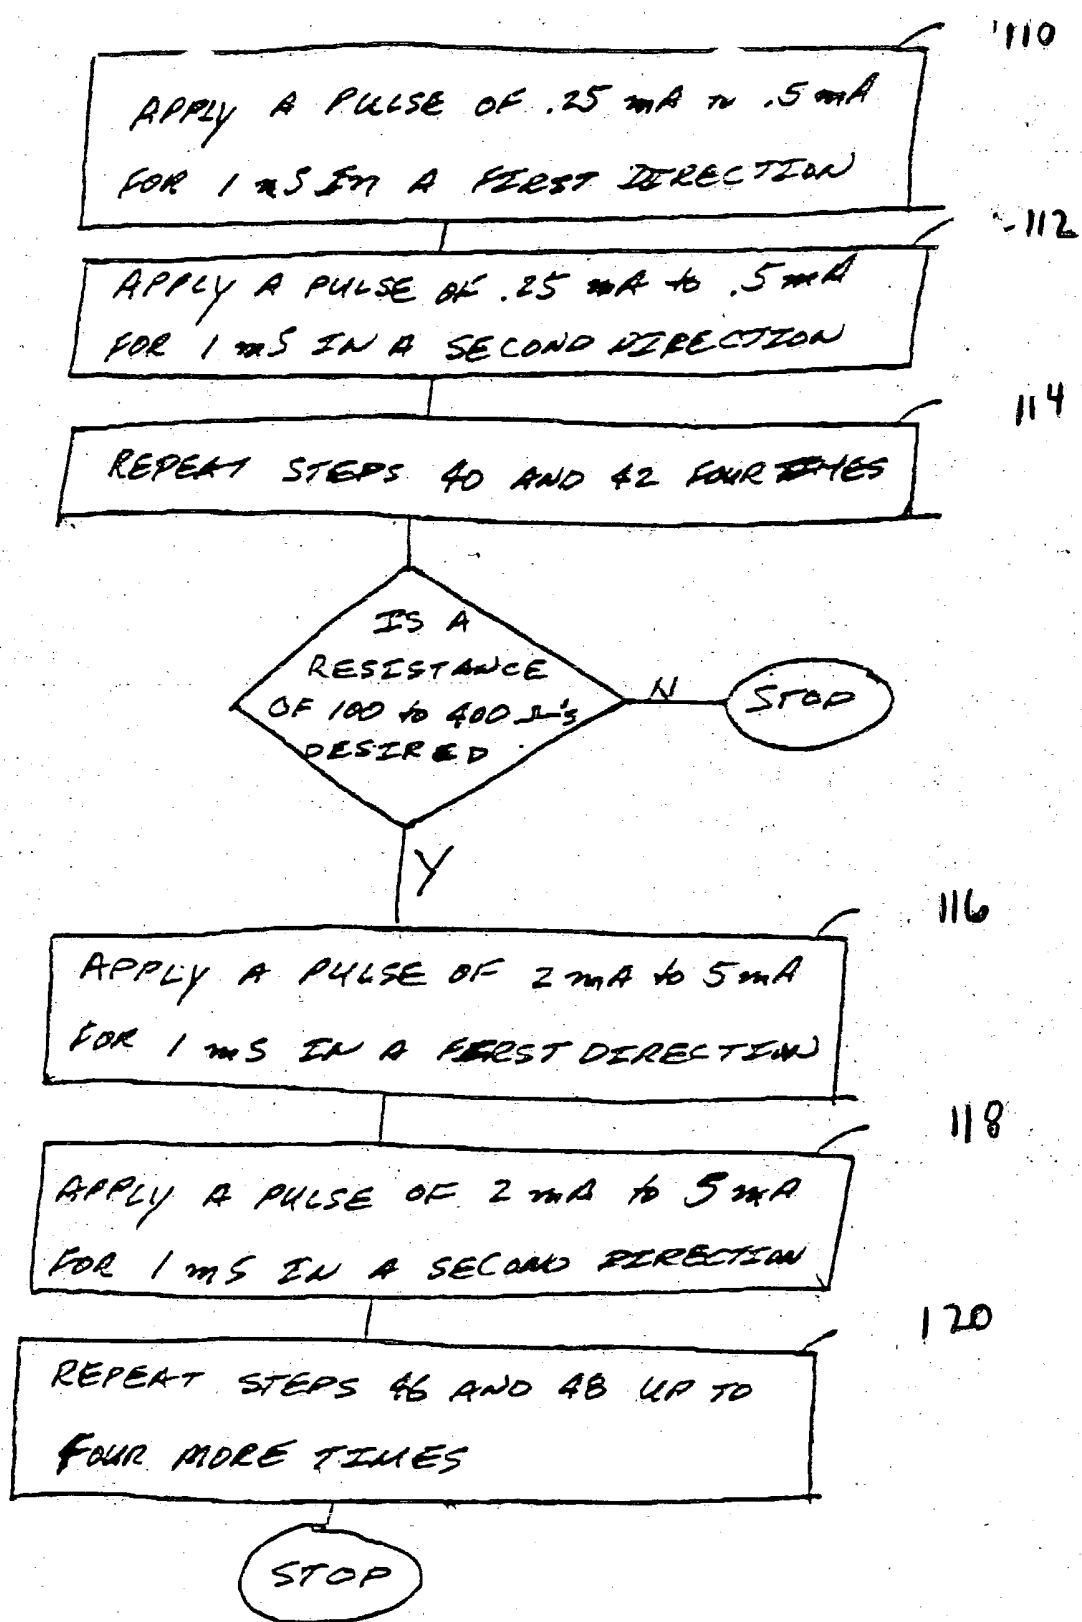 110
APPLY A PULSE OF .25 mA to .5 mA
FOR 1 mS In A FIRST DIRECTION
112
APPLY A PULSE OF .25 mA to .5 mA
FOR 1 mS IN A SECOND DIRECTION
114
REPEAT STEPS 40 AND 42 FOUR TIMES
IS A
RESISTANCE
OF 100 to 400 Ω's
DESIRED
N
STOP
Y
116
APPLY A PULSE OF 2 mA to 5 mA
FOR 1 mS IN A FIRST DIRECTION
118
APPLY A PULSE OF 2 mA to 5 mA
FOR 1 mS IN A SECOND DIRECTION
120
REPEAT STEPS 46 AND 48 UP TO
FOUR MORE TIMES
STOP